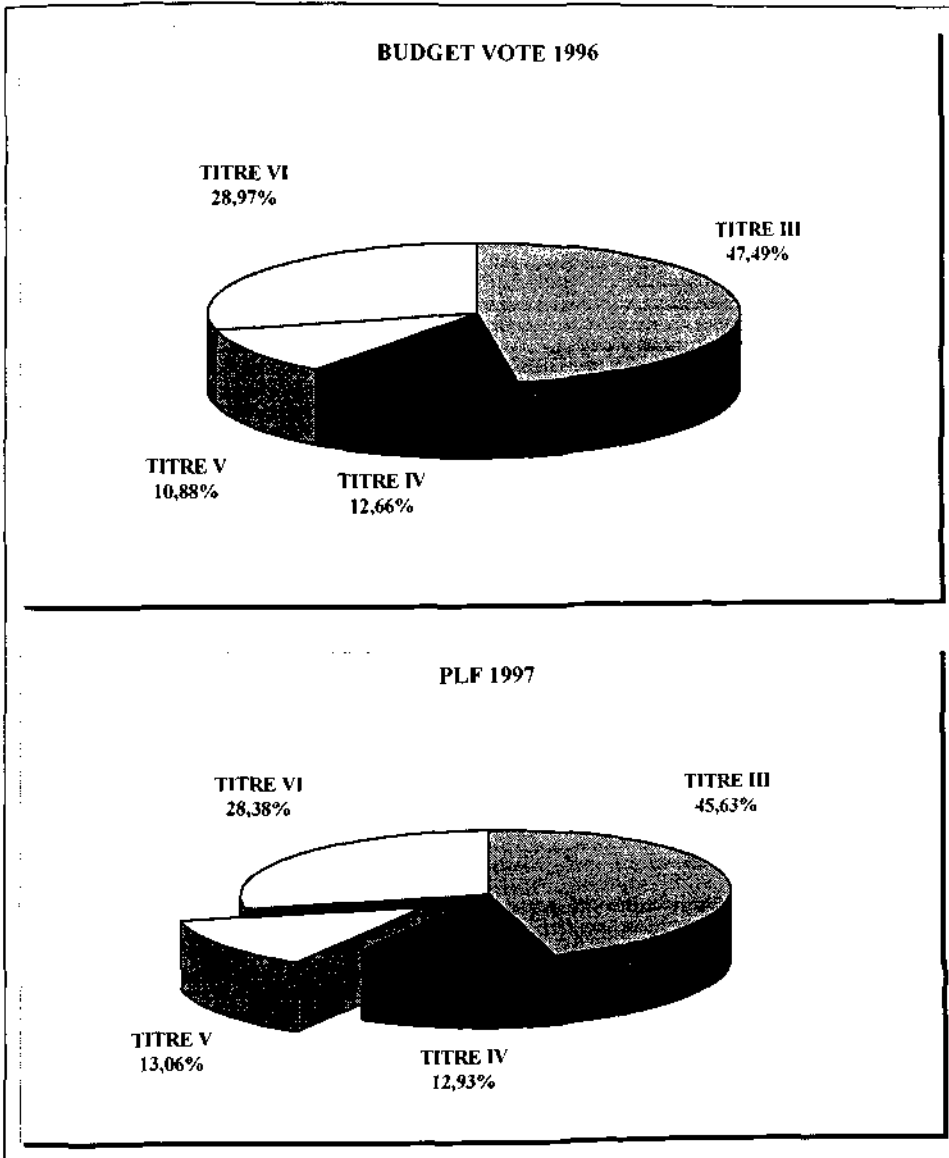 BUDGET VOTE 1996
TITRE VI
28,97%
TITRE III
47,49%
TITRE V
10,88%
TITRE IV
12,66%
PLF 1997
TITRE VI
28,38%
TITRE III
45,63%
TITRE V
13,06%
TITRE IV
12,93%